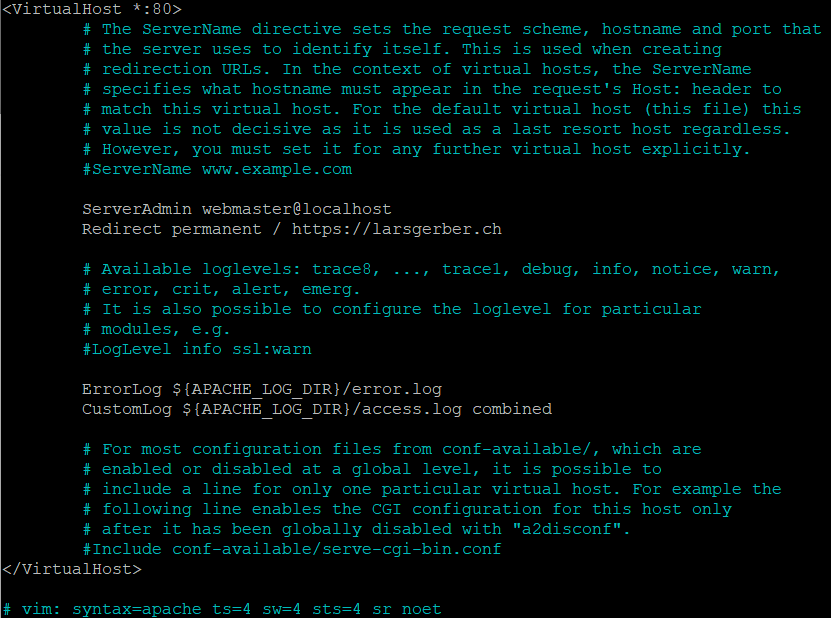 <VirtualHost *:80>
# The ServerName directive sets the request scheme, hostname and port that
# the server uses to identify itself. This is used when creating
# redirection URLs. In the context of virtual hosts, the ServerName
# specifies what hostname must appear in the request's Host: header to
# match this virtual host. For the default virtual host (this file) this
# value is not decisive as it is used as a last resort host regardless.
# However, you must set it for any further virtual host explicitly.
#ServerName www.example.com
ServerAdmin webmaster@localhost
Redirect permanent / https://larsgerber.ch
# Available loglevels: trace8, ..., trace1, debug, info, notice, warn,
# error, crit, alert, emerg.
# It is also possible to configure the loglevel for particular
# modules, e.g.
#LogLevel info ssl:warn
ErrorLog ${APACHE_LOG_DIR}/error.log
CustomLog ${APACHE_LOG_DIR}/access.log combined
# For most configuration files from conf-available/, which are
# enabled or disabled at a global level, it is possible to
# include a line for only one particular virtual host. For example the
# following line enables the CGI configuration for this host only
# after it has been globally disabled with "a2disconf".
#Include conf-available/serve-cgi-bin.conf
</VirtualHost>
# vim: syntax=apache ts=4 sw=4 sts=4 sr noet